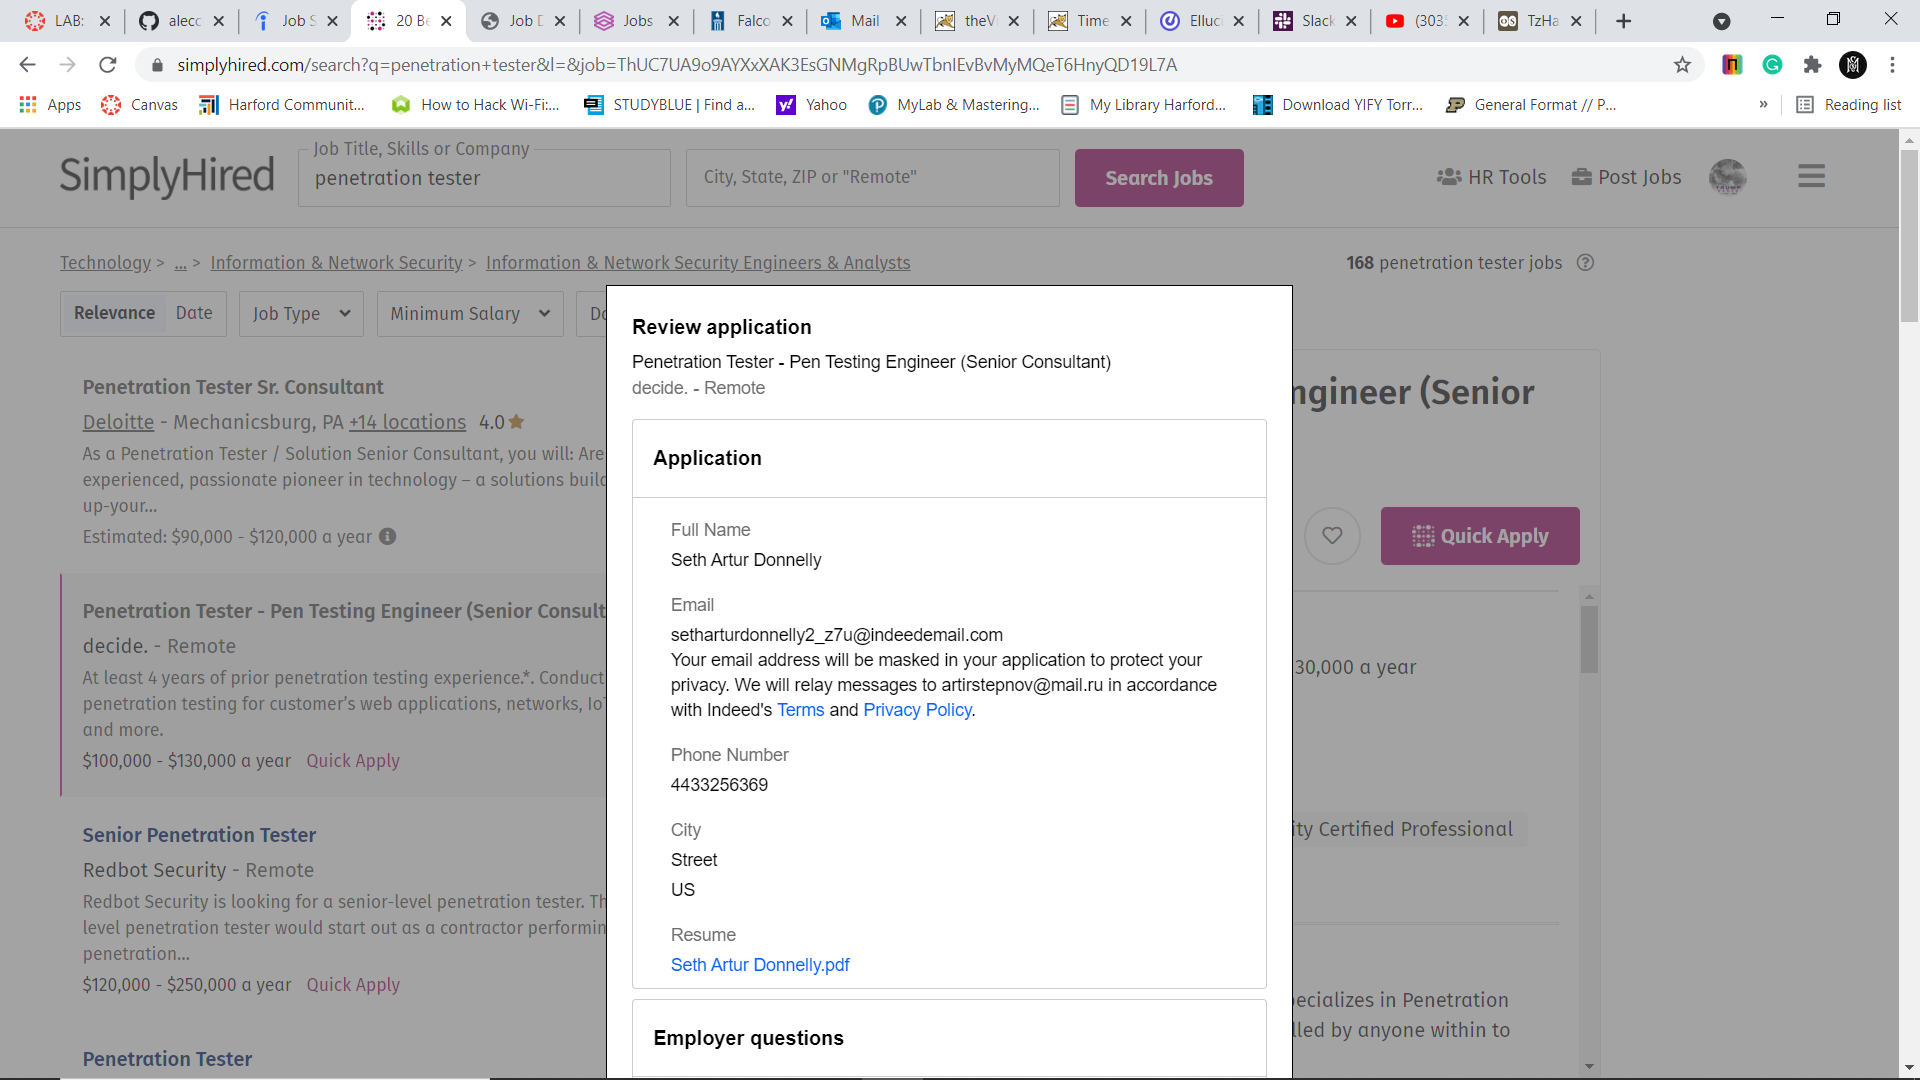 LAB:
alecc
Job S
20 Be
Job D
Jobs
Falco
Mail
theVi
Time
Elluci
Slack
(303
TzHa
simplyhired.com/search?q=penetration+tester&l=&job=ThUC7UA9o9AYXxXAK3EsGNMgRpBUwTbnIEvBvMyMQeT6HnyQD19L7A
Apps
Canvas
Harford Communit...
How to Hack Wi-Fi:...
STUDYBLUE | Find a...
Yahoo
MyLab & Mastering...
My Library Harford...
Download YIFY Torr...
General Format // P...
»
Reading list
SimplyHired
Job Title, Skills or Company
penetration tester
City, State, ZIP or "Remote"
Search Jobs
HR Tools
Post Jobs
Technology > ... > Information & Network Security > Information & Network Security Engineers & Analysts
168 penetration tester jobs
Relevance
Date
Job Type
Minimum Salary
Da
Penetration Tester Sr. Consultant
Deloitte - Mechanicsburg, PA +14 locations 4.0
As a Penetration Tester / Solution Senior Consultant, you will: Are
experienced, passionate pioneer in technology – a solutions build
up-your...
Estimated: $90,000 - $120,000 a year
Penetration Tester - Pen Testing Engineer (Senior Consult
decide. - Remote
At least 4 years of prior penetration testing experience.*. Conduct
penetration testing for customer's web applications, networks, IoT
and more.
$100,000 - $130,000 a year Quick Apply
Senior Penetration Tester
Redbot Security - Remote
Redbot Security is looking for a senior-level penetration tester. Th
level penetration tester would start out as a contractor performin
penetration...
$120,000 - $250,000 a year Quick Apply
Penetration Tester
Review application
Penetration Tester - Pen Testing Engineer (Senior Consultant)
decide. - Remote
Application
Full Name
Seth Artur Donnelly
Email
setharturdonnelly2_z7u@indeedemail.com
Your email address will be masked in your application to protect your
privacy. We will relay messages to artirstepnov@mail.ru in accordance
with Indeed's Terms and Privacy Policy.
Phone Number
4433256369
City
Street
US
Resume
Seth Artur Donnelly.pdf
Employer questions
ngineer (Senior
Quick Apply
30,000 a year
ity Certified Professional
pecializes in Penetration
lled by anyone within to